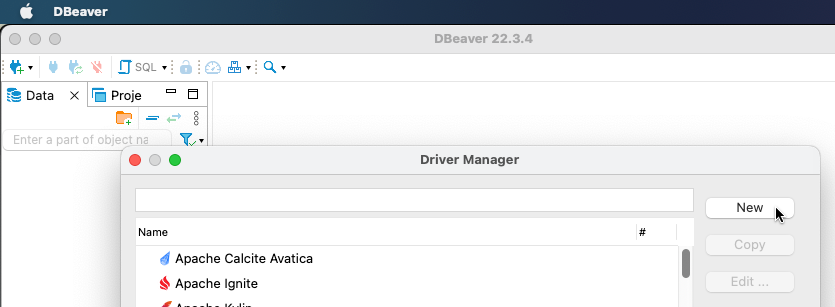 DBeaver
DBeaver 22.3.4
SQL
Data
Proje
Enter a part of object na
Driver Manager
New
Name
#
Copy
Apache Calcite Avatica
Apache Ignite
Edit ...
Apache Kylin